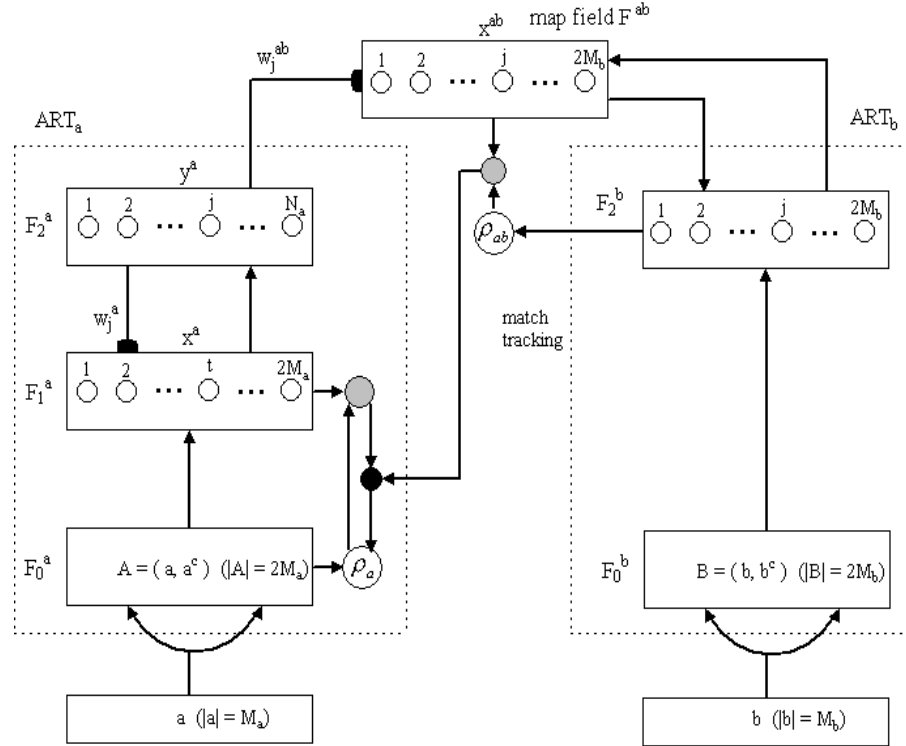 map field F^ab
x^ab
w_j^ab
1 2 ••• j ••• 2M_b
ART_a
ART_b
y^a
F_2^a
1 2 ••• j ••• N_a
F_2^b
1 2 ••• j ••• 2M_b
ρ_ab
w_j^a
x^a
match
tracking
F_1^a
1 2 ••• t ••• 2M_a
F_0^a
A = ( a, a^c ) (|A| = 2M_a)
ρ_a
F_0^b
B = ( b, b^c ) (|B| = 2M_b)
a (|a| = M_a)
b (|b| = M_b)